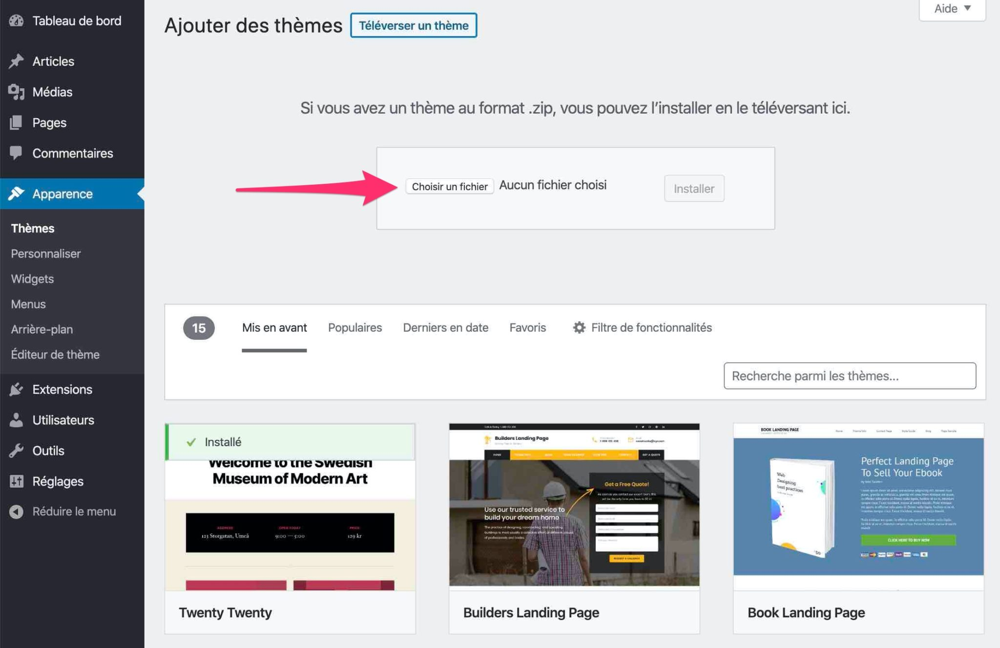 Tableau de bord
Articles
Médias
Pages
Commentaires
Apparence
Thèmes
Personnaliser
Widgets
Menus
Arrière-plan
Éditeur de thème
Extensions
Utilisateurs
Outils
Réglages
Réduire le menu
Aide
Ajouter des thèmes Téléverser un thème
Si vous avez un thème au format .zip, vous pouvez l’installer en le téléversant ici.
Choisir un fichier Aucun fichier choisi Installer
15 Mis en avant Populaires Derniers en date Favoris Filtre de fonctionnalités
Recherche parmi les thèmes...
Installé
Welcome to the Swedish
Museum of Modern Art
ADDRESS OPEN TODAY PRICE
123 Storgatan, Umeå 9:00 — 5:00 129 kr
Twenty Twenty
Builders Landing Page
HOME
GET A QUOTE
Get a Free Quote!
Use our trusted service to
build your dream home
Builders Landing Page
BOOK LANDING PAGE
Web
Designing
best practices
Perfect Landing Page
To Sell Your Ebook
CLICK HERE TO BUY NOW
Book Landing Page